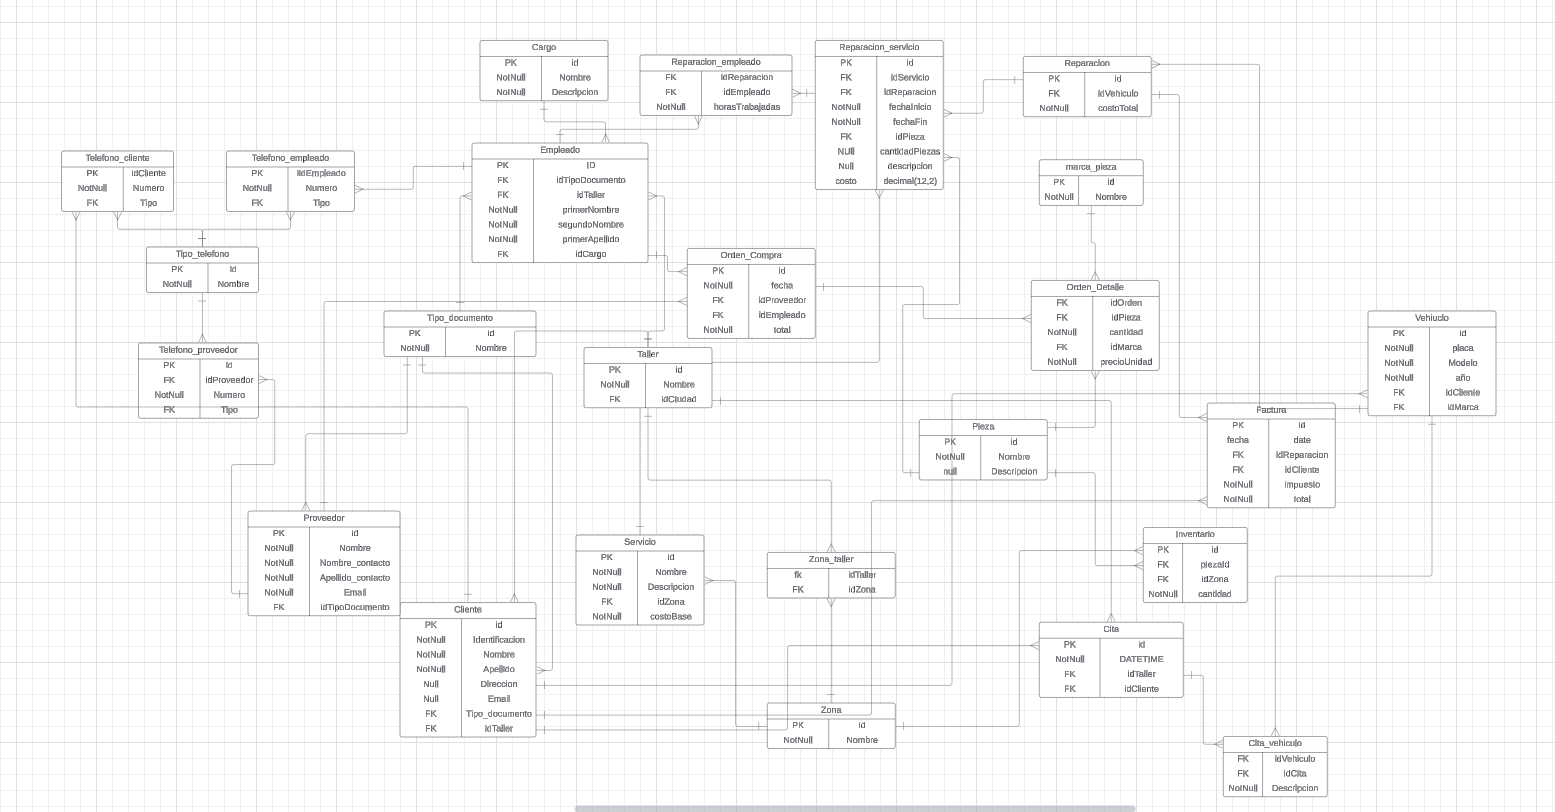 Cargo
PK id
NotNull Nombre
NotNull Descripcion
Reparacion_empleado
FK IdReparacion
FK idEmpleado
NotNull horasTrabajadas
Reparacion_servicio
PK id
FK idServicio
FK IdReparacion
NotNull fechaInicio
NotNull fechaFin
FK idPieza
NUll cantidadPiezas
Null descripcion
costo decimal(12,2)
Reparacion
PK id
FK IdVehiculo
NotNull costoTotal
Telefono_cliente
PK idCliente
NotNull Numero
FK Tipo
Telefono_empleado
PK IIdEmpleado
NotNull Numero
FK Tipo
Empleado
PK ID
FK idTipoDocumento
FK idTaller
NotNull primerNombre
NotNull segundoNombre
NotNull primerApellido
FK idCargo
marca_pieza
PK id
NotNull Nombre
Tipo_telefono
PK Id
NotNull Nombre
Orden_Compra
PK id
NotNull fecha
FK idProveedor
FK idEmpleado
NotNull total
Orden_Detalle
FK idOrden
FK idPieza
NotNull cantidad
FK idMarca
NotNull precioUnidad
Tipo_documento
PK id
NotNull Nombre
Vehiuclo
PK id
NotNull placa
NotNull Modelo
NotNull año
FK idCliente
FK idMarca
Telefono_proveedor
PK Id
FK idProveedor
NotNull Numero
FK Tipo
Taller
PK id
NotNull Nombre
FK idCiudad
Factura
PK id
fecha date
FK idReparacion
FK idCliente
NotNull impuesto
NotNull total
Pieza
PK id
NotNull Nombre
null Descripcion
Proveedor
PK id
NotNull Nombre
NotNull Nombre_contacto
NotNull Apellido_contacto
NotNull Email
FK idTipoDocumento
Inventario
PK id
FK piezaId
FK idZona
NotNull cantidad
Servicio
PK id
NotNull Nombre
NotNull Descripcion
FK idZona
NotNull costoBase
Zona_taller
fk idTaller
FK idZona
Cliente
PK id
NotNull Identificacion
NotNull Nombre
NotNull Apellido
Null Direccion
Null Email
FK Tipo_documento
FK IdTaller
Cita
PK id
NotNull DATETIME
FK idTaller
FK idCliente
Zona
PK id
NotNull Nombre
Cita_vehiculo
FK idVehiculo
FK idCita
NotNull Descripcion